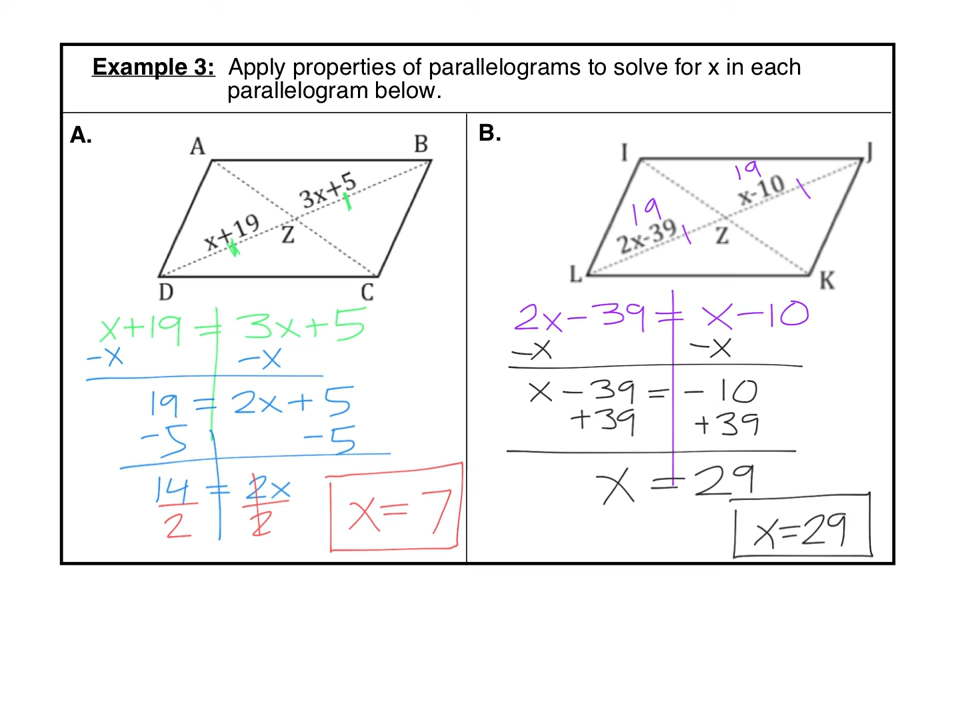 Example 3: Apply properties of parallelograms to solve for x in each
parallelogram below.
A.
A
B
3x+5
x+19
Z
D
C
x+19 = 3x+5
-x -x
19 = 2x+5
-5 -5
14 = 2x
2 2
x=7
B.
I
J
19
x-10
19
2x-39
Z
L
K
2x-39 = x-10
-x -x
x-39 = -10
+39 +39
x = 29
x=29